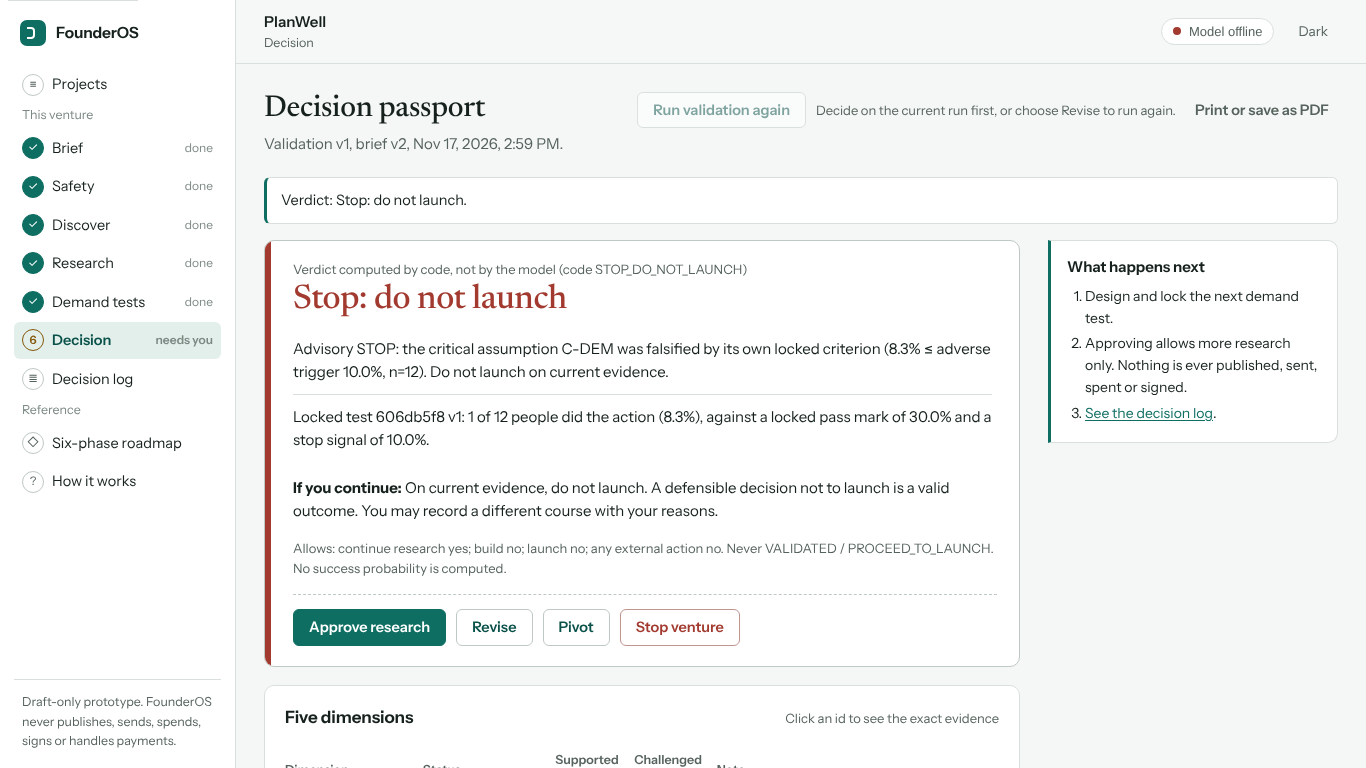 FounderOS
Projects
This venture
Brief done
Safety done
Discover done
Research done
Demand tests done
6 Decision needs you
Decision log
Reference
Six-phase roadmap
? How it works
Draft-only prototype. FounderOS
never publishes, sends, spends,
signs or handles payments.
PlanWell
Decision
Model offline
Dark
Decision passport
Run validation again
Decide on the current run first, or choose Revise to run again.
Print or save as PDF
Validation v1, brief v2, Nov 17, 2026, 2:59 PM.
Verdict: Stop: do not launch.
Verdict computed by code, not by the model (code STOP_DO_NOT_LAUNCH)
Stop: do not launch
Advisory STOP: the critical assumption C-DEM was falsified by its own locked criterion (8.3% ≤ adverse
trigger 10.0%, n=12). Do not launch on current evidence.
Locked test 606db5f8 v1: 1 of 12 people did the action (8.3%), against a locked pass mark of 30.0% and a
stop signal of 10.0%.
If you continue: On current evidence, do not launch. A defensible decision not to launch is a valid
outcome. You may record a different course with your reasons.
Allows: continue research yes; build no; launch no; any external action no. Never VALIDATED / PROCEED_TO_LAUNCH.
No success probability is computed.
Approve research
Revise
Pivot
Stop venture
What happens next
1. Design and lock the next demand
test.
2. Approving allows more research
only. Nothing is ever published, sent,
spent or signed.
3. See the decision log.
Five dimensions
Click an id to see the exact evidence
Supported Challenged
Dimension Status Note